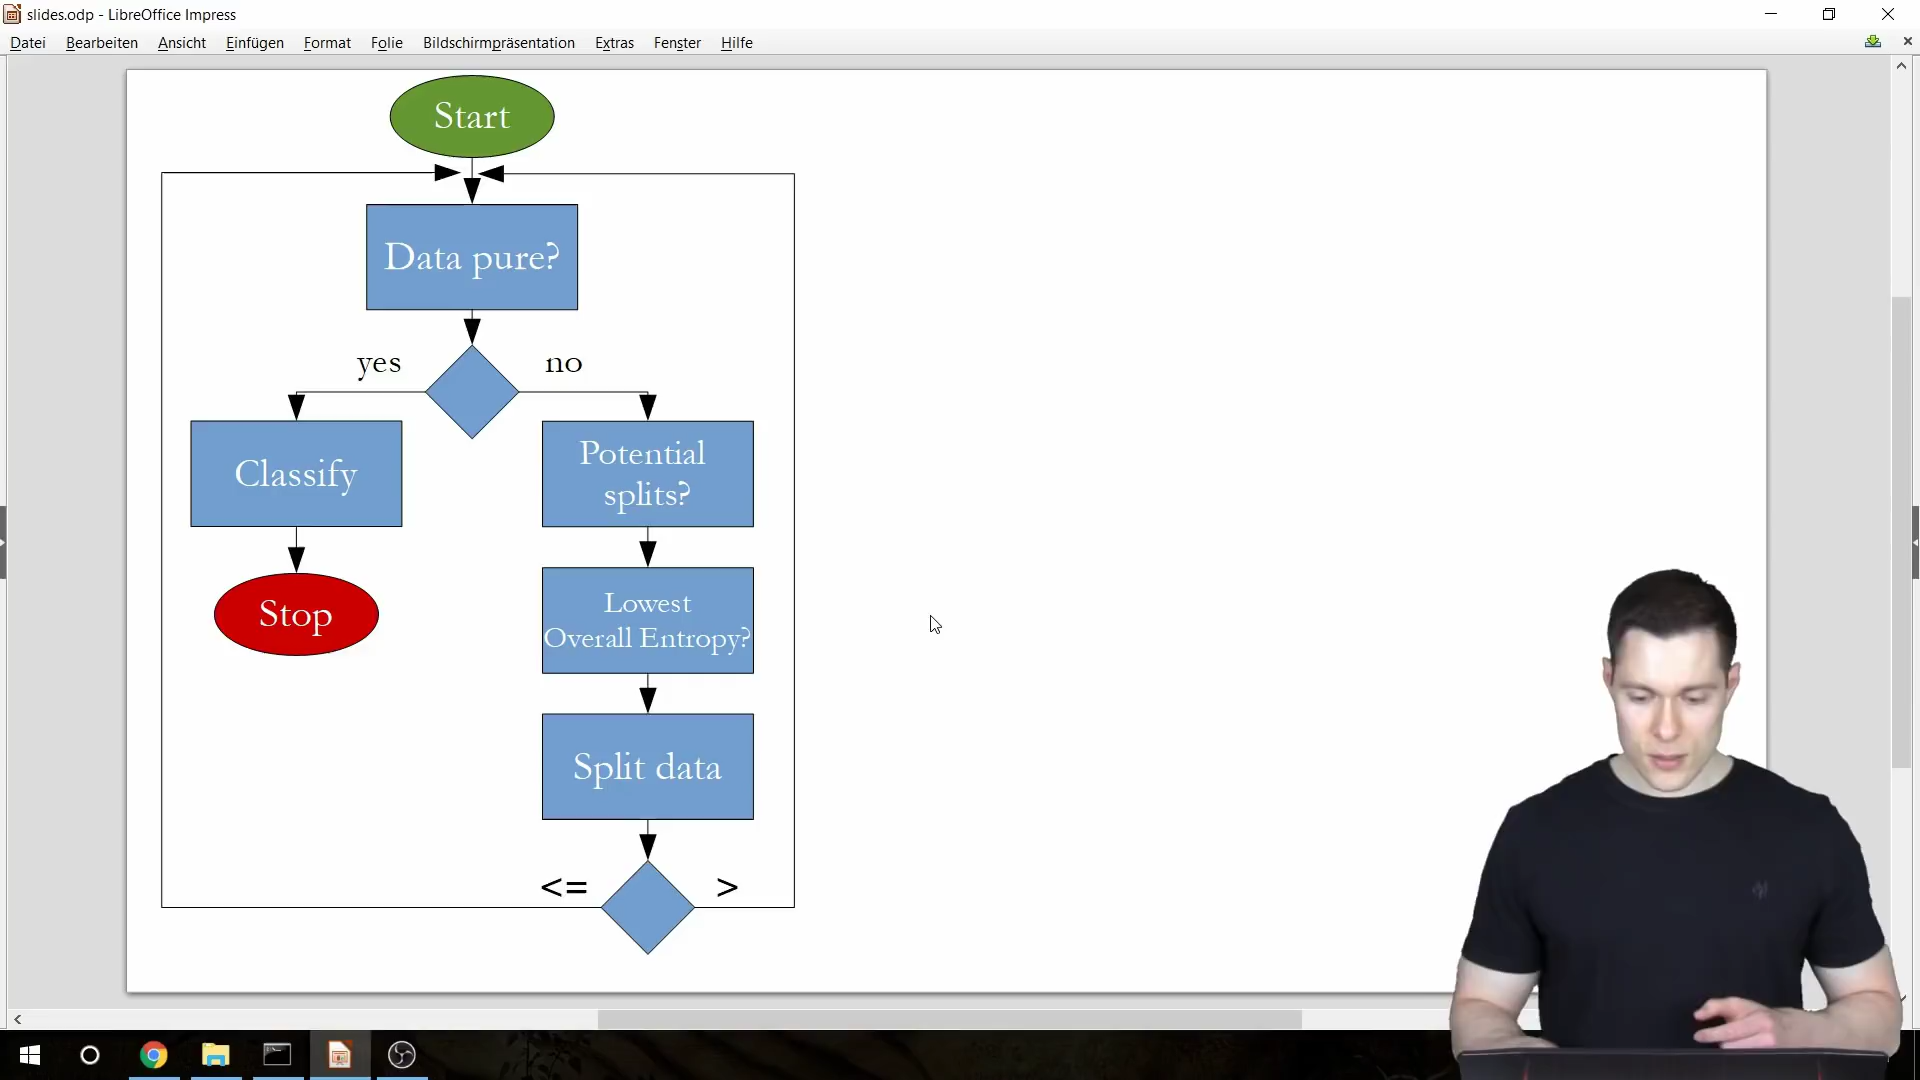 slides.odp - LibreOffice Impress
Datei Bearbeiten Ansicht Einfügen Format Folie Bildschirmpräsentation Extras Fenster Hilfe
Start
Data pure?
yes
no
Classify
Potential
splits?
Stop
Lowest
Overall Entropy?
Split data
<=
>